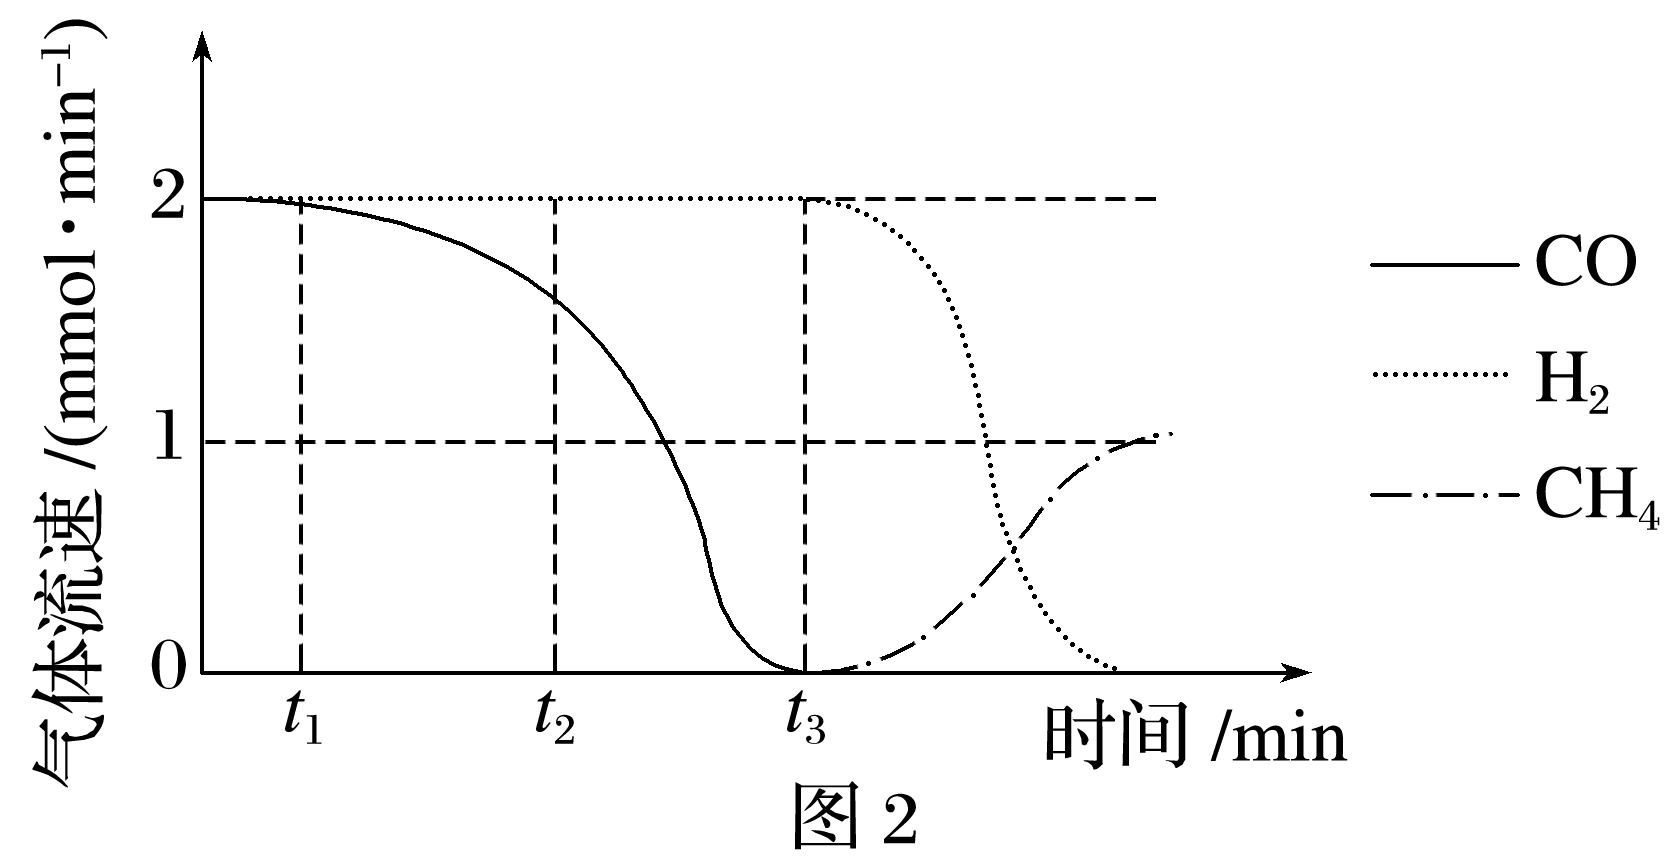 气体流速 /(mmol·min⁻¹)
2
1
0
t₁
t₂
t₃
时间 /min
CO
H₂
CH₄
图 2